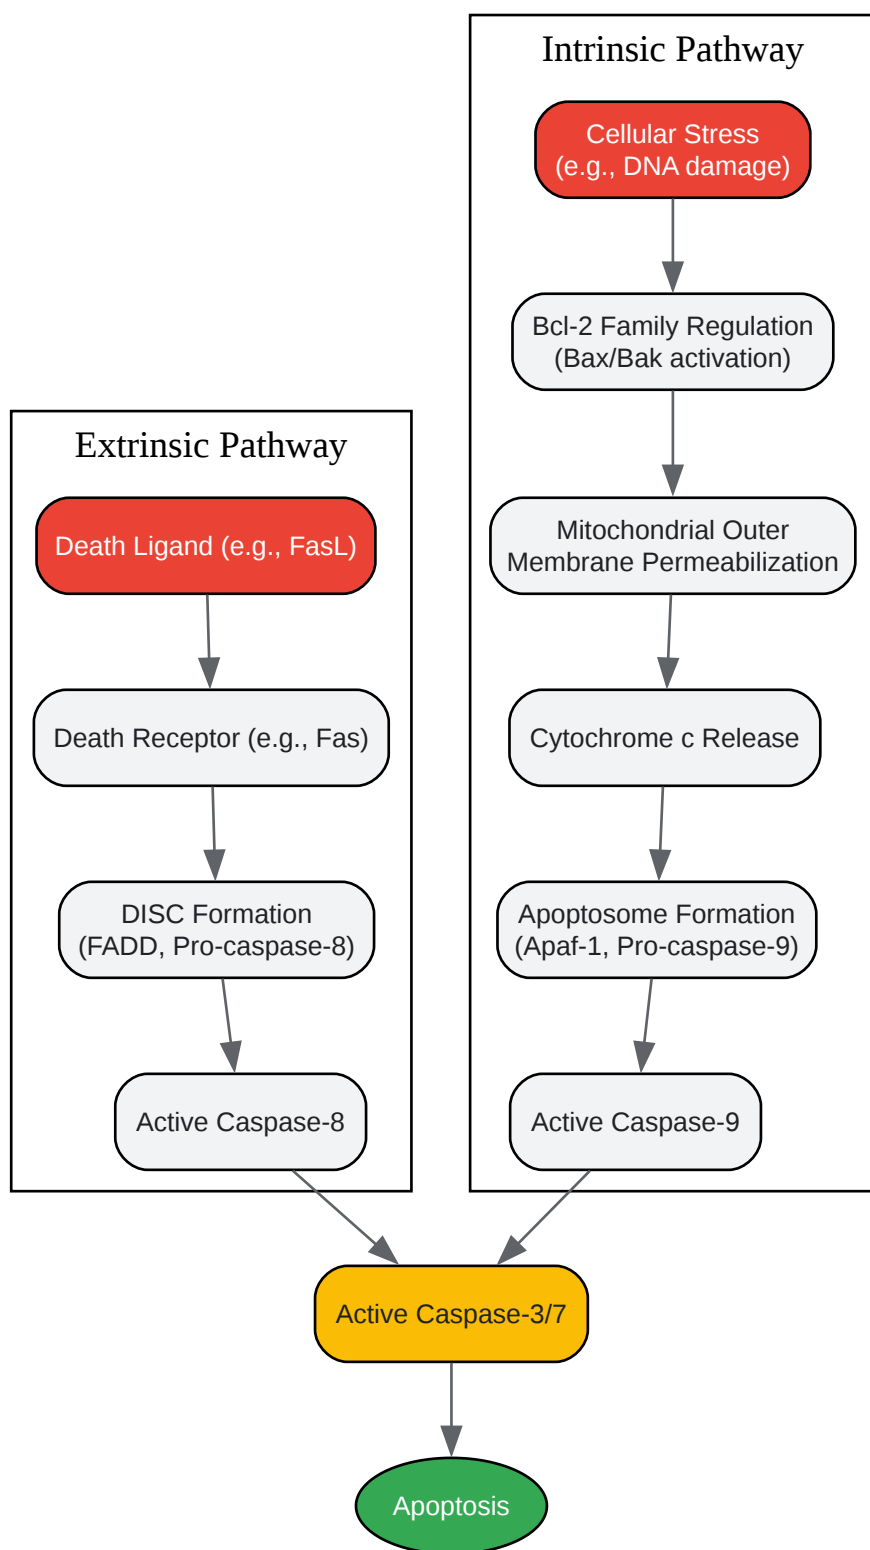 Intrinsic Pathway
Cellular Stress
(e.g., DNA damage)
Bcl-2 Family Regulation
(Bax/Bak activation)
Mitochondrial Outer
Membrane Permeabilization
Cytochrome c Release
Apoptosome Formation
(Apaf-1, Pro-caspase-9)
Active Caspase-9
Extrinsic Pathway
Death Ligand (e.g., FasL)
Death Receptor (e.g., Fas)
DISC Formation
(FADD, Pro-caspase-8)
Active Caspase-8
Active Caspase-3/7
Apoptosis